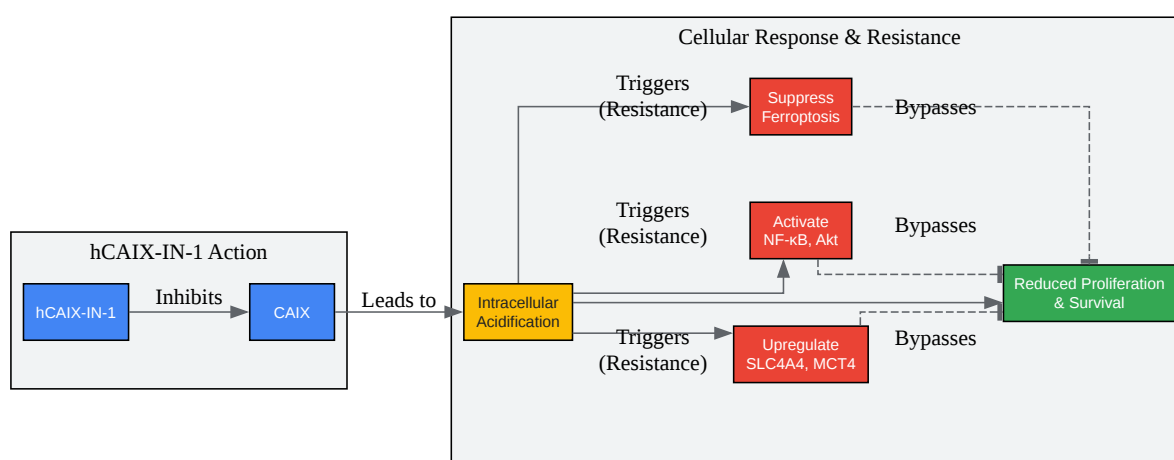 Cellular Response & Resistance
Triggers
(Resistance)
Suppress
Ferroptosis
Bypasses
Triggers
(Resistance)
Activate
NF-κB, Akt
Bypasses
hCAIX-IN-1 Action
hCAIX-IN-1
Inhibits
CAIX
Leads to
Intracellular
Acidification
Reduced Proliferation
& Survival
Triggers
(Resistance)
Upregulate
SLC4A4, MCT4
Bypasses